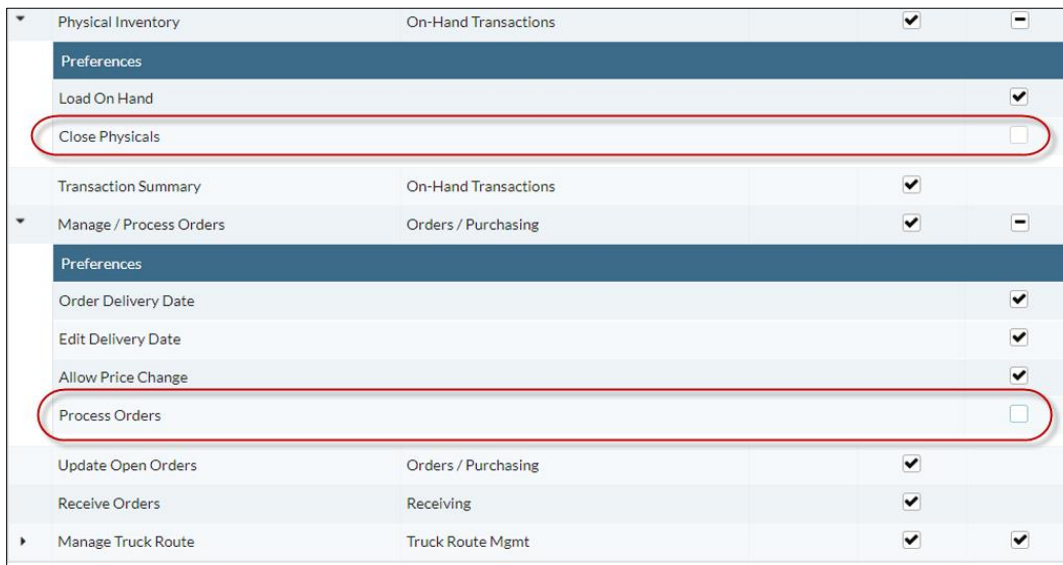 Physical Inventory On-Hand Transactions
Preferences
Load On Hand
Close Physicals
Transaction Summary On-Hand Transactions
Manage / Process Orders Orders / Purchasing
Preferences
Order Delivery Date
Edit Delivery Date
Allow Price Change
Process Orders
Update Open Orders Orders / Purchasing
Receive Orders Receiving
Manage Truck Route Truck Route Mgmt